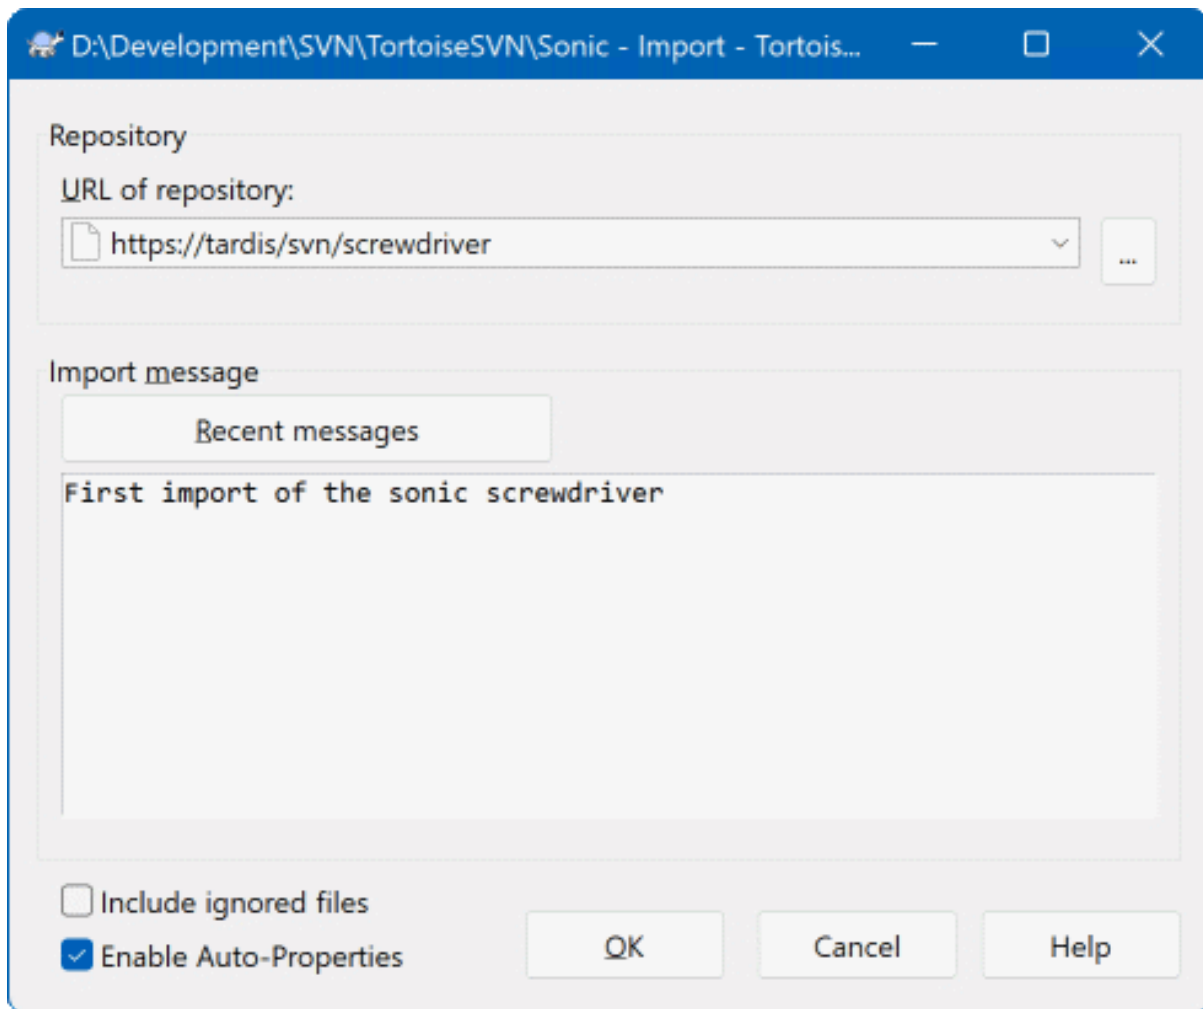 D:\Development\SVN\TortoiseSVN\Sonic - Import - Tortois...
Repository
URL of repository:
https://tardis/svn/screwdriver
...
Import message
Recent messages
First import of the sonic screwdriver
Include ignored files
Enable Auto-Properties
OK
Cancel
Help